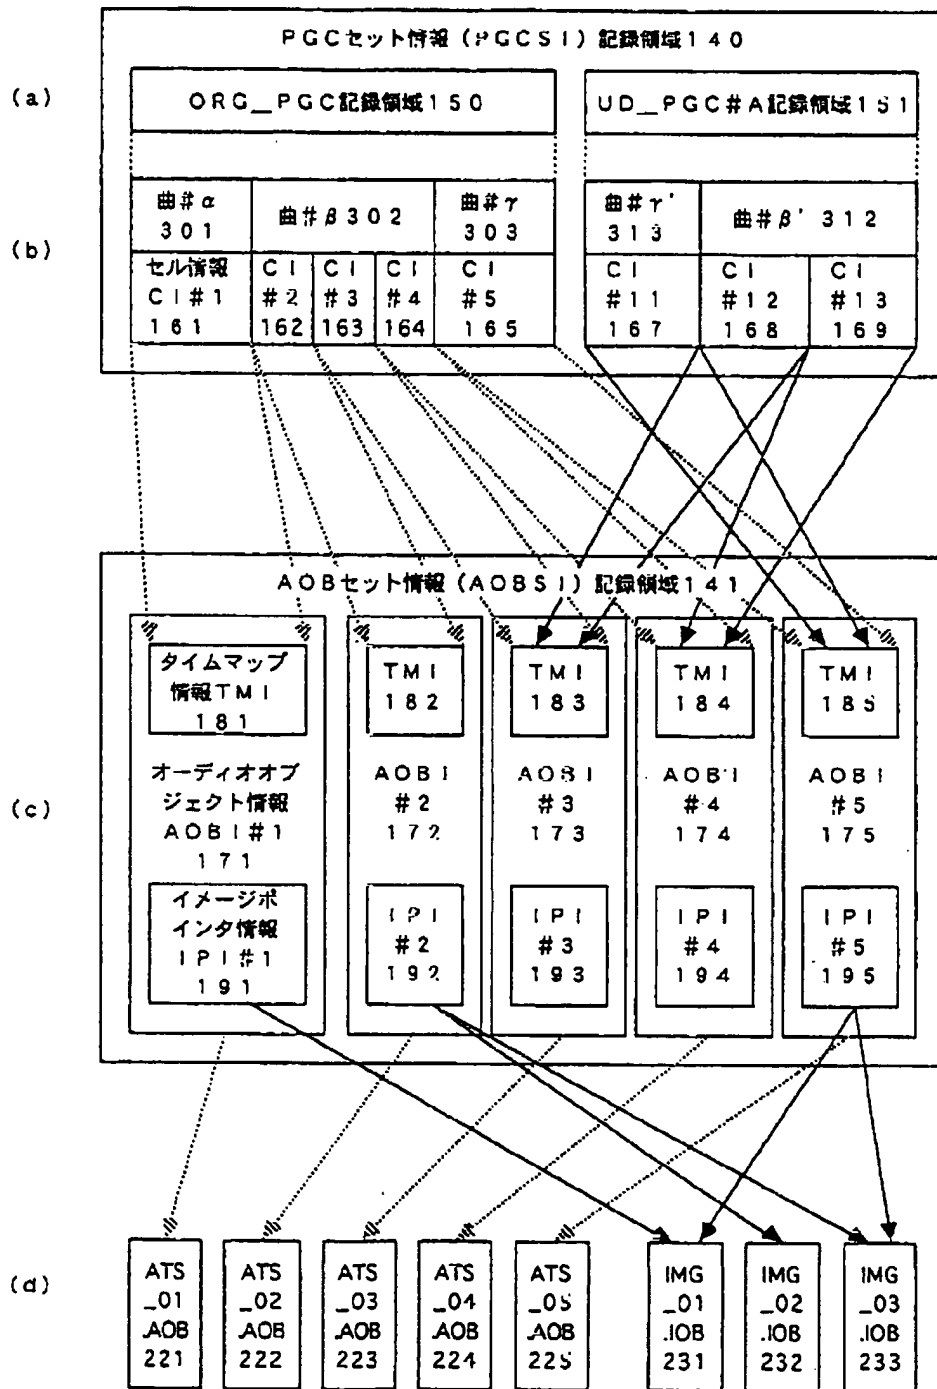 PGCセット情報(PGCSI)記録領域140
(a)
ORG_PGC記録領域150
UD_PGC#A記録領域151
(b)
曲#α
301
曲#β302
曲#γ
303
曲#γ'
313
曲#β'312
セル情報
CI#1
161
CI
#2
162
CI
#3
163
CI
#4
164
CI
#5
165
CI
#11
167
CI
#12
168
CI
#13
169
AOBセット情報(AOBSI)記録領域141
(c)
タイムマップ
情報TMI
181
TMI
182
TMI
183
TMI
184
TMI
185
オーディオオブ
ジェクト情報
AOBI#1
171
AOBI
#2
172
AOBI
#3
173
AOBI
#4
174
AOBI
#5
175
イメージポ
インタ情報
IPI#1
191
IPI
#2
192
IPI
#3
193
IPI
#4
194
IPI
#5
195
(d)
ATS
_01
.AOB
221
ATS
_02
.AOB
222
ATS
_03
.AOB
223
ATS
_04
.AOB
224
ATS
_05
.AOB
225
IMG
_01
.IOB
231
IMG
_02
.IOB
232
IMG
_03
.IOB
233